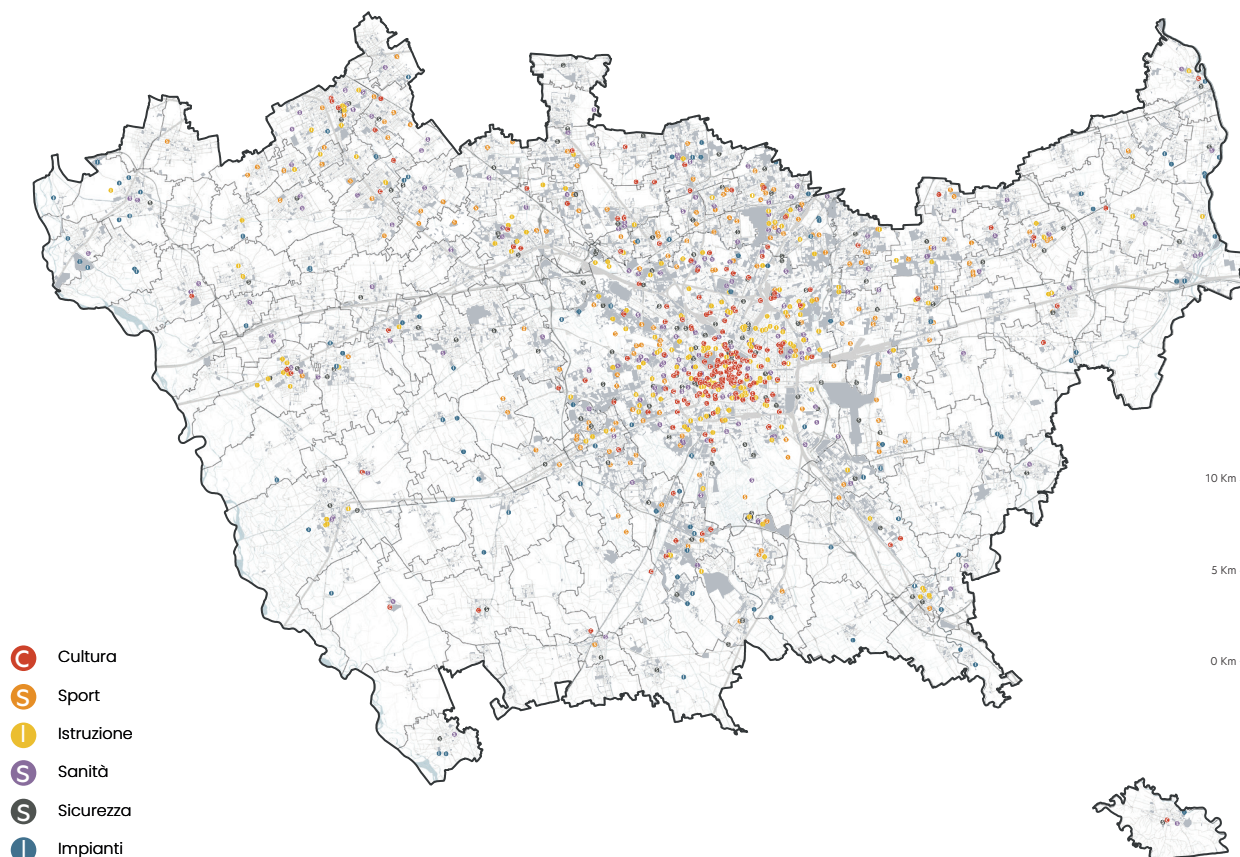 10 Km
5 Km
0 Km
C Cultura
S Sport
I Istruzione
S Sanità
S Sicurezza
I Impianti